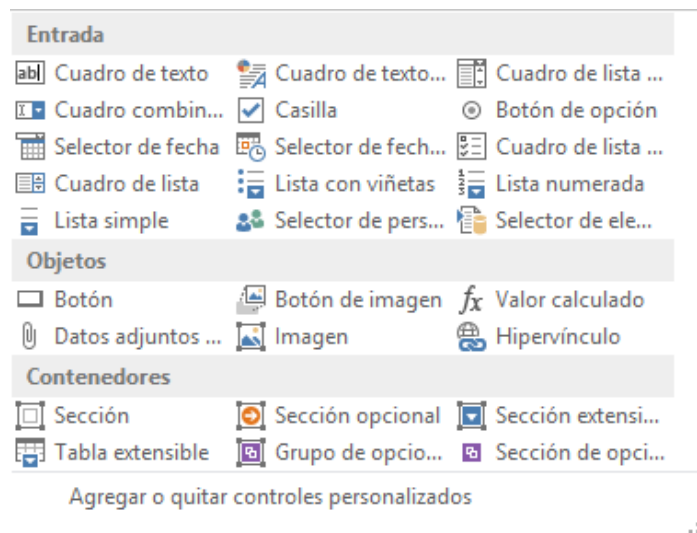 Entrada
Cuadro de texto Cuadro de texto... Cuadro de lista ...
Cuadro combin... Casilla Botón de opción
Selector de fecha Selector de fech... Cuadro de lista ...
Cuadro de lista Lista con viñetas Lista numerada
Lista simple Selector de pers... Selector de ele...
Objetos
Botón Botón de imagen Valor calculado
Datos adjuntos ... Imagen Hipervínculo
Contenedores
Sección Sección opcional Sección extensi...
Tabla extensible Grupo de opcio... Sección de opci...
Agregar o quitar controles personalizados